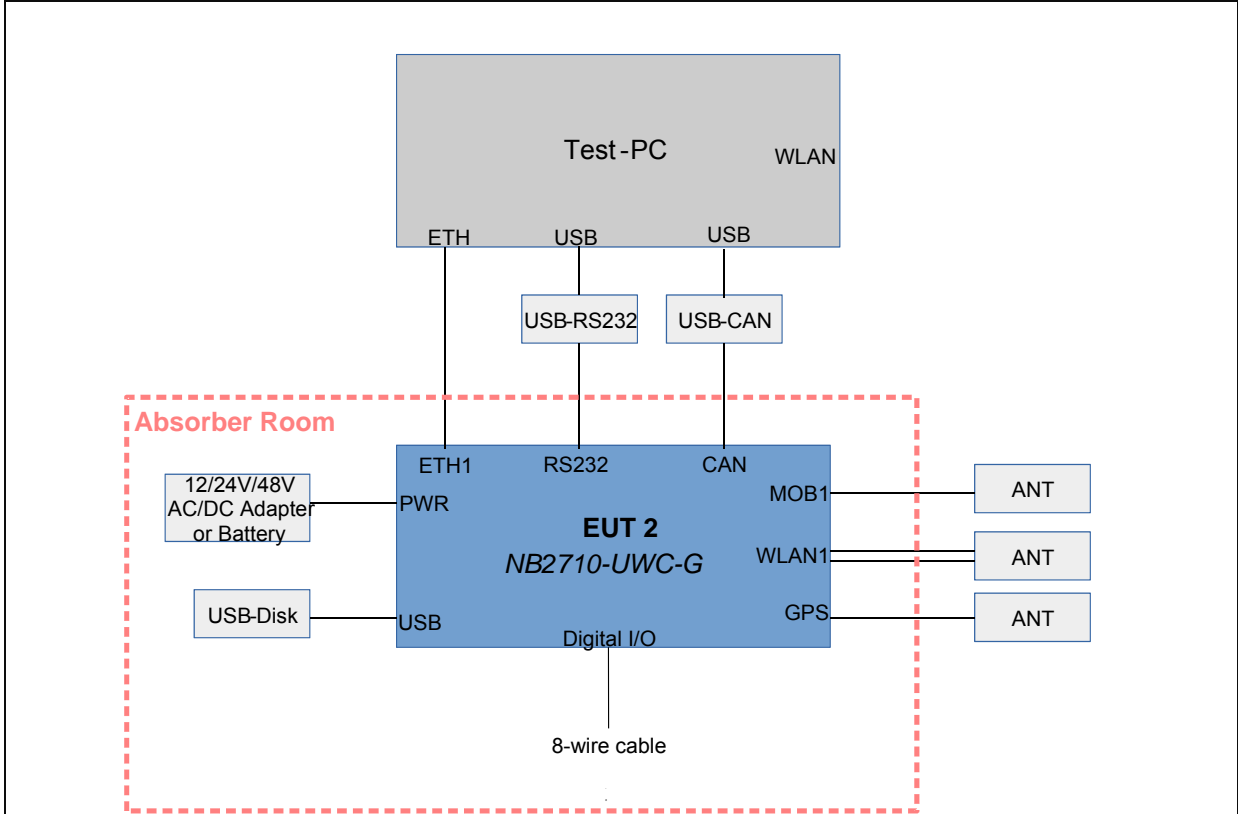 Test-PC
WLAN
ETH
USB
USB
USB-RS232
USB-CAN
Absorber Room
ETH1
RS232
CAN
12/24V/48V
AC/DC Adapter
or Battery
PWR
MOB1
ANT
EUT 2
NB2710-UWC-G
WLAN1
ANT
USB-Disk
USB
GPS
ANT
Digital I/O
8-wire cable